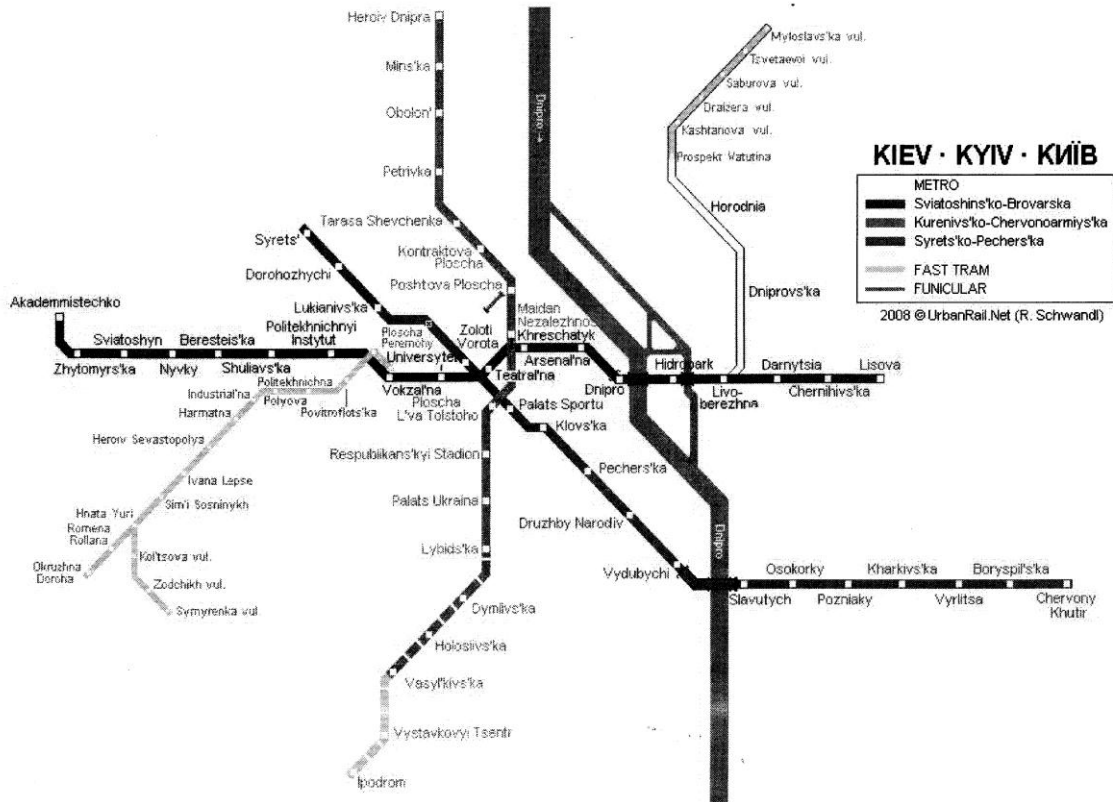 Heroiv Dnipra
Mins'ka
Obolon'
Petrivka
Tarasa Shevchenka
Kontraktova
Ploscha
Poshtova Ploscha
Maidan
Nezalezhnos
Khreschatyk
Syrets'
Dorohozhychi
Lukianivs'ka
Ploscha
Peremohy
Zoloti
Vorota
Universytet
Teatral'na
Arsenal'na
Dnipro
Hidropark
Livo-
berezhna
Darnytsia
Chernihivs'ka
Lisova
Akademmistechko
Zhytomyrs'ka
Sviatoshyn
Nyvky
Beresteis'ka
Shuliavs'ka
Politekhnichnyi
Instytut
Vokzal'na
Politekhnichna
Industrial'na
Polyova
Povitroflots'ka
Harmatna
Heroiv Sevastopolya
Ivana Lepse
Sim'i Sosninykh
Hnata Yuri
Romena
Rollana
Okruzhna
Doroha
Kol'tsova vul.
Zodchikh vul.
Symyrenka vul.
Ploscha
L'va Tolstoho
Palats Sportu
Klovs'ka
Respublikans'kyi Stadion
Pechers'ka
Palats Ukraina
Druzhby Narodiv
Lybids'ka
Vydubychi
Dymiivs'ka
Holosiivs'ka
Vasyl'kivs'ka
Vystavkovyi Tsentr
Ipodrom
Slavutych
Osokorky
Pozniaky
Kharkivs'ka
Vyrlitsa
Boryspil's'ka
Chervony
Khutir
Dnipro →
Dnipro
Myloslavs'ka vul.
Tsvetaevoi vul.
Saburova vul.
Draizera vul.
Kashtanova vul.
Prospekt Watutina
Horodnia
Dniprovs'ka
KIEV · KYIV · КИЇВ
METRO
Sviatoshins'ko-Brovarska
Kurenivs'ko-Chervonoarmiys'ka
Syrets'ko-Pechers'ka
FAST TRAM
FUNICULAR
2008 © UrbanRail.Net (R. Schwandl)